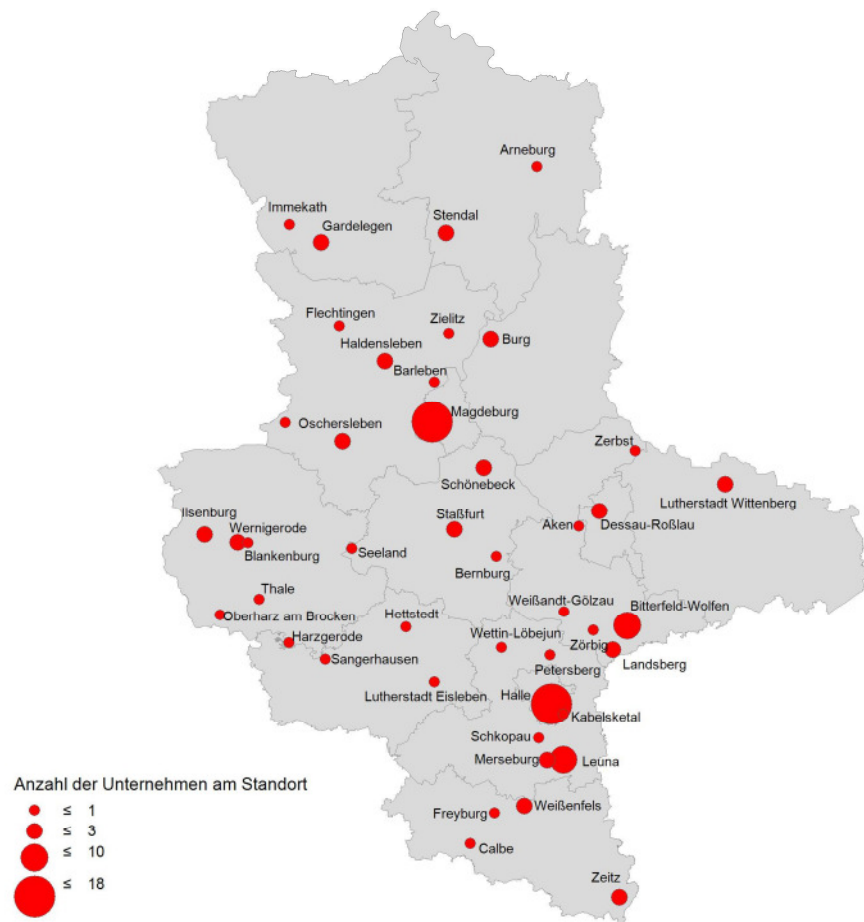 Arneburg
Immekath
Gardelegen
Stendal
Flechtingen
Zielitz
Haldensleben
Burg
Barleben
Magdeburg
Oschersleben
Zerbst
Schönebeck
Lutherstadt Wittenberg
Ilsenburg
Staßfurt
Wernigerode
Aken
Dessau-Roßlau
Blankenburg
Seeland
Bernburg
Thale
Weißandt-Gölzau
Bitterfeld-Wolfen
Oberharz am Brocken
Hettstedt
Wettin-Löbejun
Zörbig
Harzgerode
Sangerhausen
Petersberg
Landsberg
Lutherstadt Eisleben
Halle
Kabelsketal
Schkopau
Merseburg
Leuna
Anzahl der Unternehmen am Standort
≤ 1
≤ 3
≤ 10
≤ 18
Weißenfels
Freyburg
Calbe
Zeitz